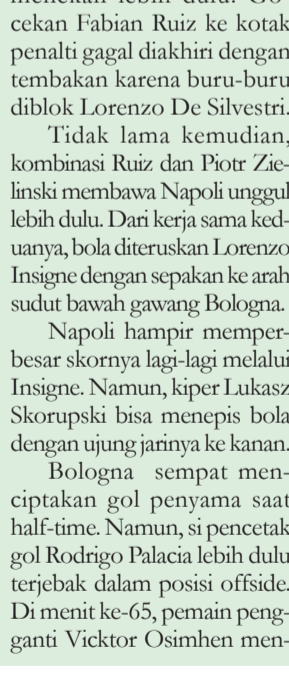 cekan Fabian Ruiz ke kotak
penalti gagal diakhiri dengan
tembakan karena buru-buru
diblok Lorenzo De Silvestri.
Tidak lama kemudian,
kombinasi Ruiz dan Piotr Zie-
linski membawa Napoli unggul
lebih dulu. Dari kerja sama ked-
uanya, bola diteruskan Lorenzo
Insigne dengan sepakan ke arah
sudut bawah gawang Bologna.
Napoli hampir memper-
besar skornya lagi-lagi melalui
Insigne. Namun, kiper Lukasz
Skorupski bisa menepis bola
dengan ujung jarinya ke kanan.
Bologna sempat men-
ciptakan gol penyama saat
half-time. Namun, si pencetak
gol Rodrigo Palacia lebih dulu
terjebak dalam posisi offside.
Di menit ke-65, pemain peng-
ganti Vicktor Osimhen men-